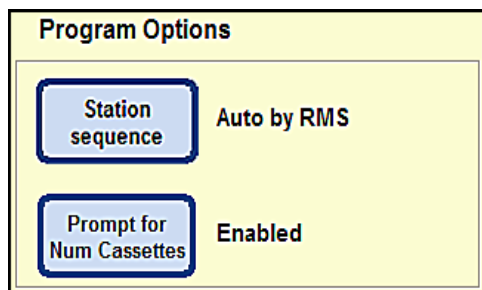 Program Options
Station
sequence
Auto by RMS
Prompt for
Num Cassettes
Enabled